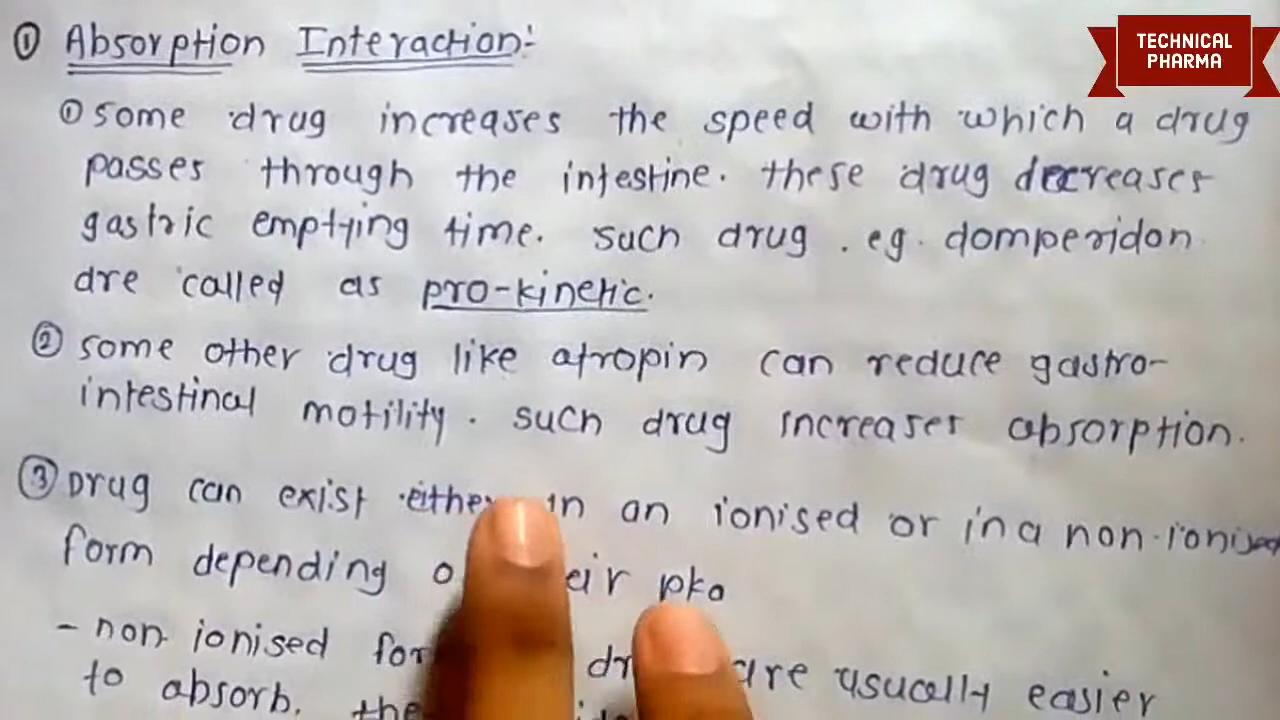 ① Absorption Interaction:-
TECHNICAL
PHARMA
① Some drug increases the speed with which a drug
passes through the intestine. these drug decreases
gastric emptying time. such drug . eg. domperidon
are called as pro-kinetic.
② some other drug like atropin can reduce gastro-
intestinal motility. such drug increases absorption.
③ Drug can exist either in an ionised or in a non-ionised
form depending pka
- non ionised are usually easier
to absorb.